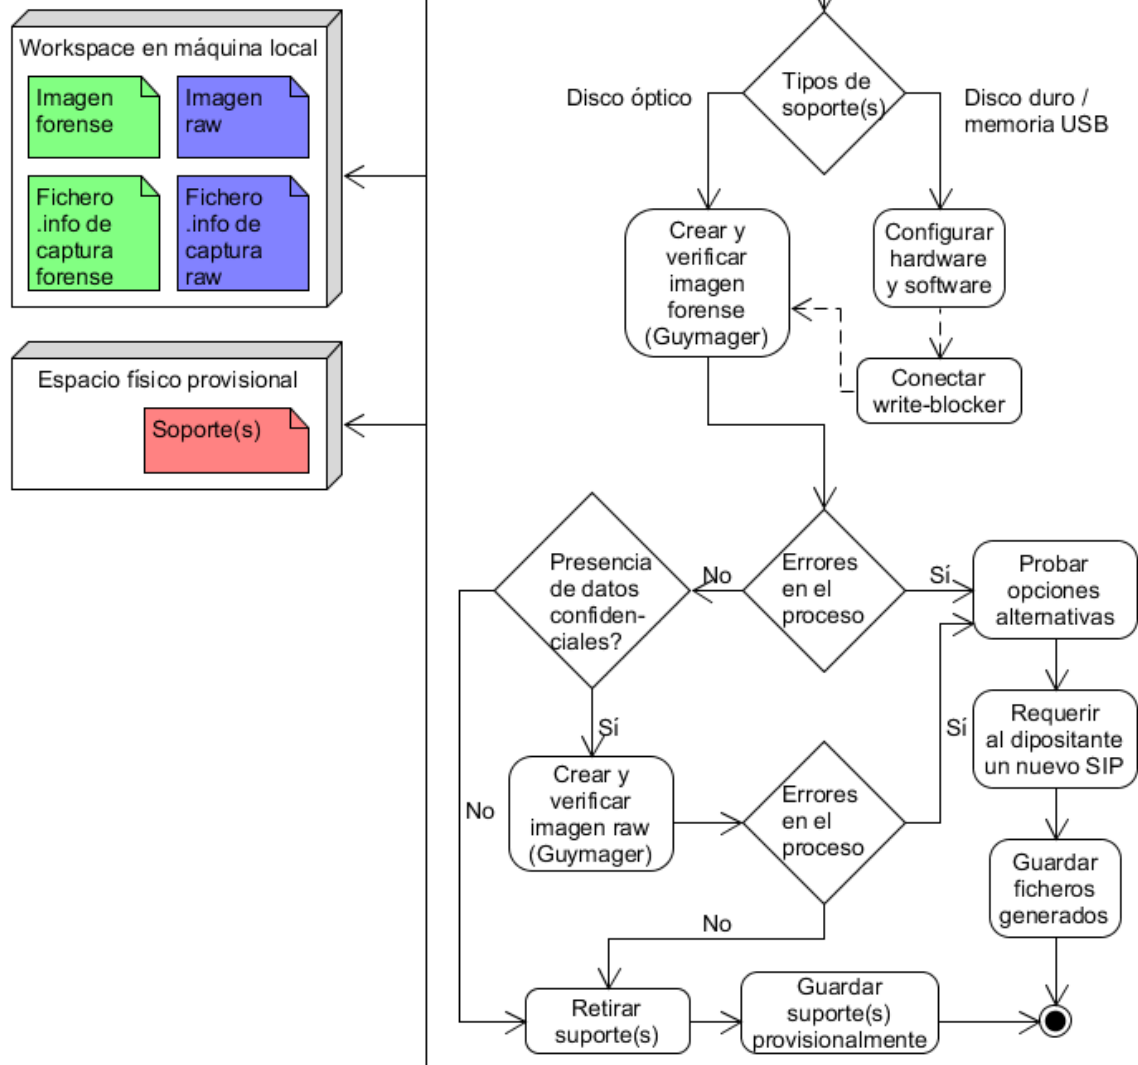 Workspace en máquina local
Imagen
forense
Imagen
raw
Fichero
.info de
captura
forense
Fichero
.info de
captura
raw
Espacio físico provisional
Soporte(s)
Tipos de
soporte(s)
Disco óptico
Disco duro /
memoria USB
Crear y
verificar
imagen
forense
(Guymager)
Configurar
hardware
y software
Conectar
write-blocker
Presencia
de datos
confiden-
ciales?
No
Errores
en el
proceso
Sí
Probar
opciones
alternativas
Sí
Sí
Requerir
al dipositante
un nuevo SIP
No
Crear y
verificar
imagen raw
(Guymager)
Errores
en el
proceso
Guardar
ficheros
generados
No
Retirar
suporte(s)
Guardar
suporte(s)
provisionalmente